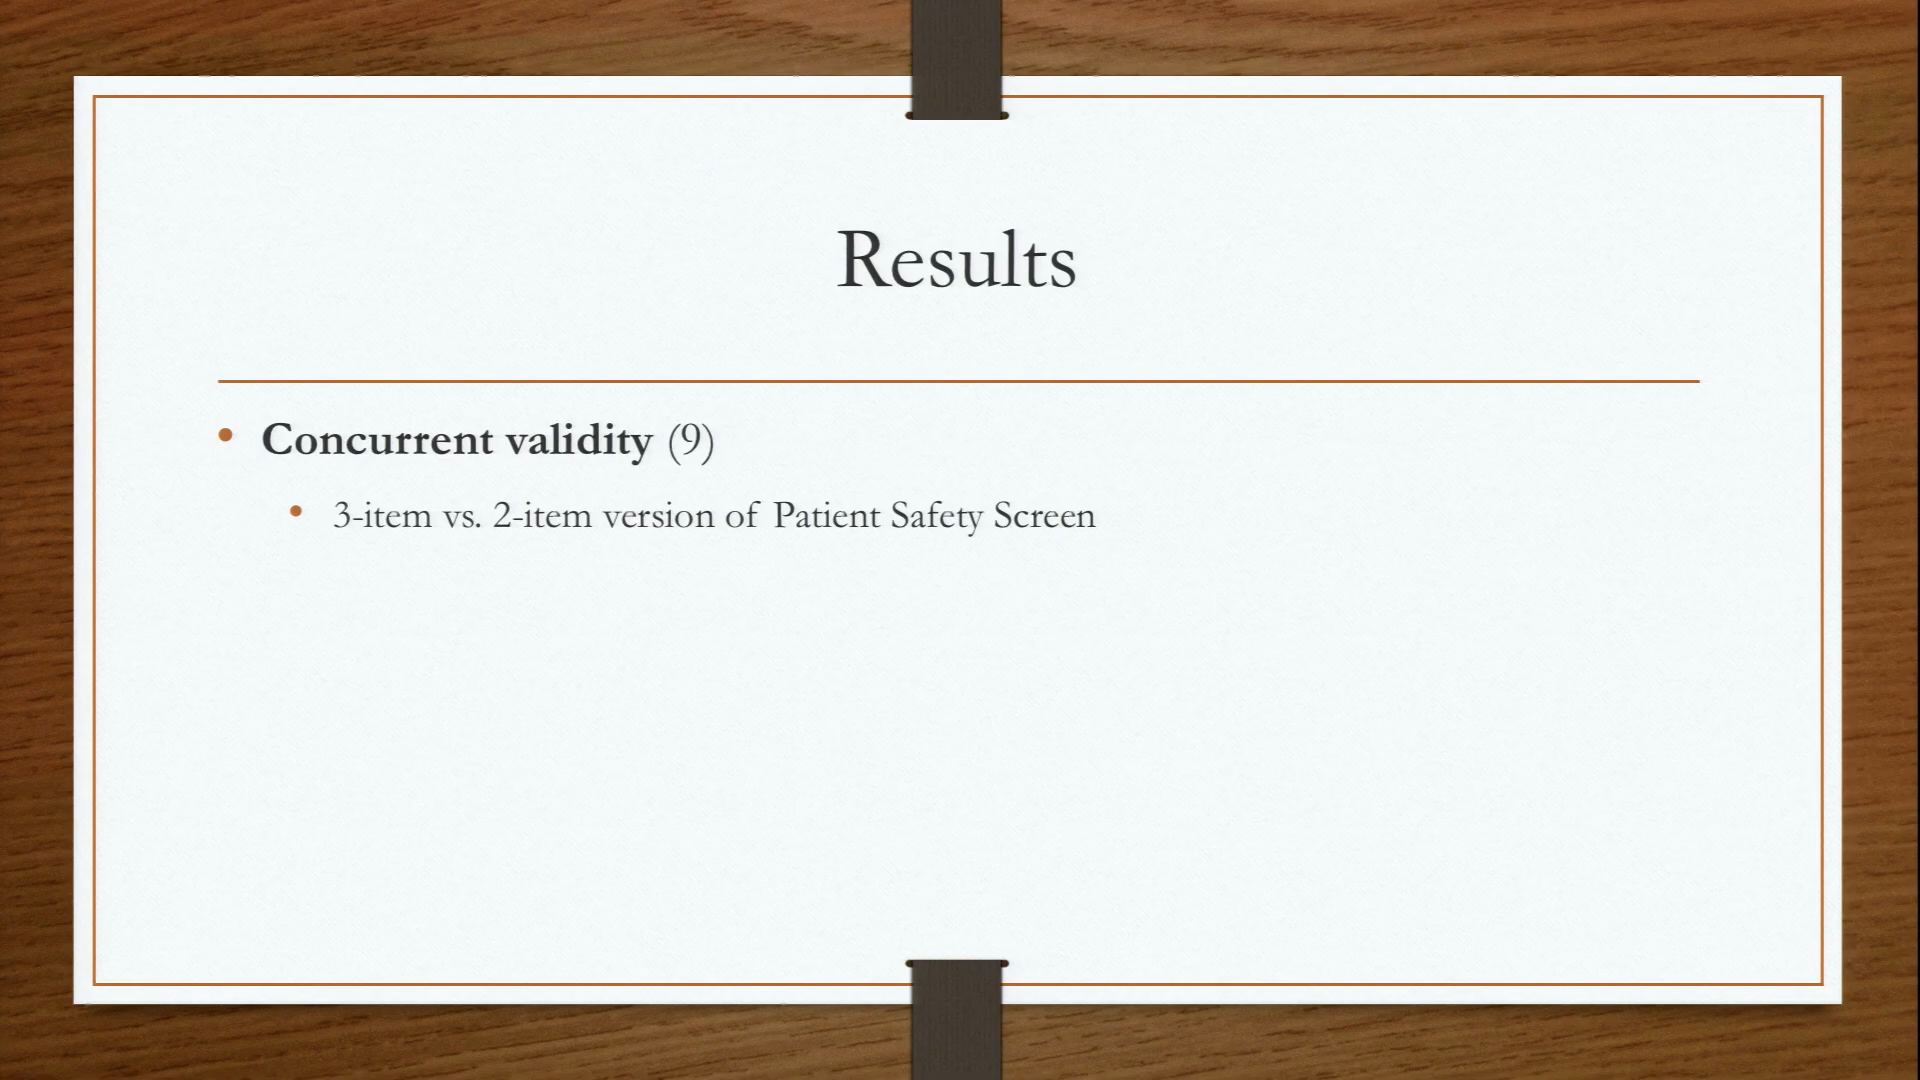 Results
• Concurrent validity (9)
• 3-item vs. 2-item version of Patient Safety Screen